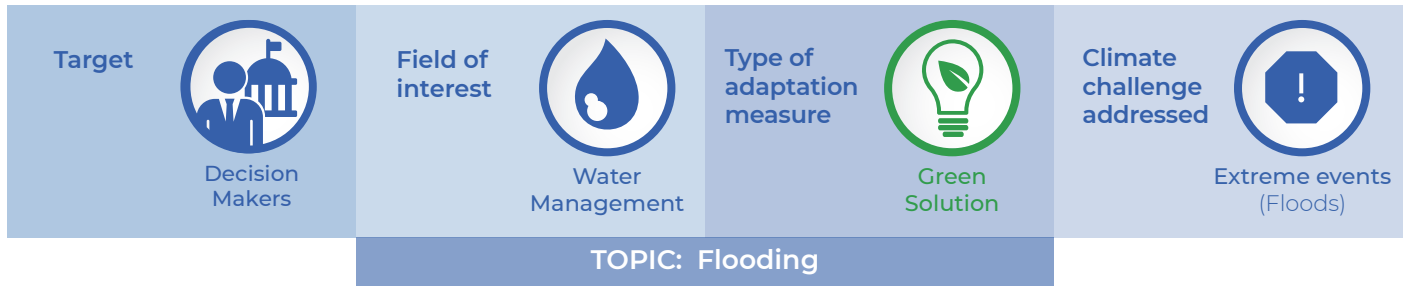 Target
Decision
Makers
Field of
interest
Water
Management
Type of
adaptation
measure
Green
Solution
Climate
challenge
addressed
!
Extreme events
(Floods)
TOPIC: Flooding